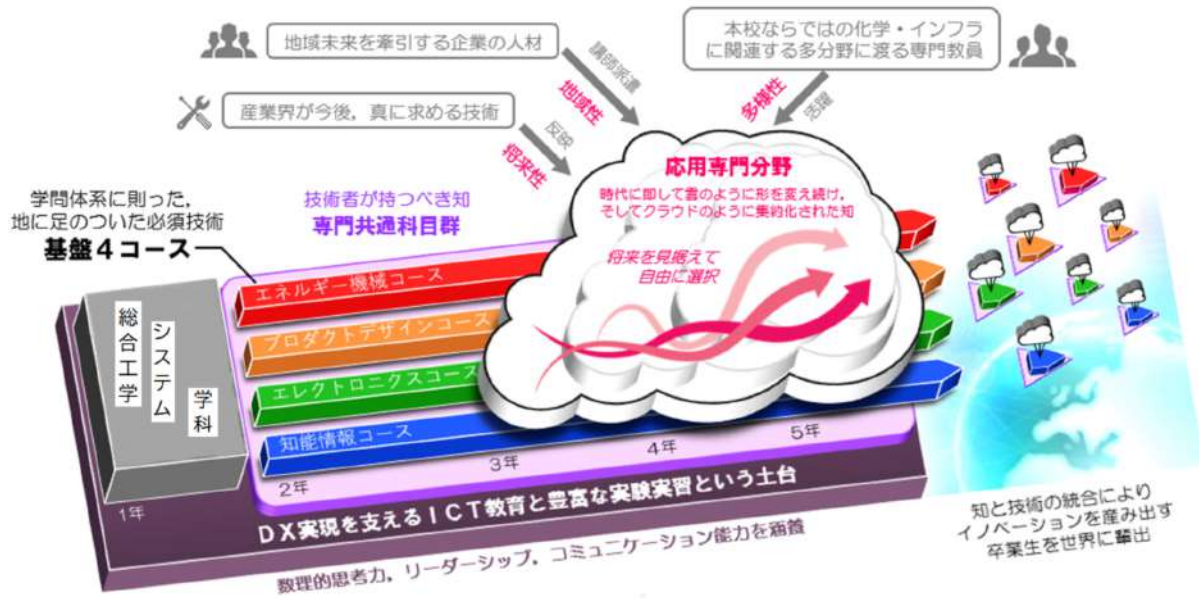 地域未来を牽引する企業の人材
本校ならではの化学・インフラ
に関連する多分野に渡る専門教員
講師派遣
地域性
多様性
活躍
産業界が今後，真に求める技術
反映
将来性
応用専門分野
時代に即して雲のように形を変え続け，
そしてクラウドのように集約化された知
将来を見据えて
自由に選択
学問体系に則った，
地に足のついた必須技術
基盤４コース
技術者が持つべき知
専門共通科目群
総合工学
システム
学科
エネルギー機械コース
プロダクトデザインコース
エレクトロニクスコース
知能情報コース
1年
2年
3年
4年
5年
ＤＸ実現を支えるＩＣＴ教育と豊富な実験実習という土台
数理的思考力，リーダーシップ，コミュニケーション能力を涵養
知と技術の統合により
イノベーションを産み出す
卒業生を世界に輩出